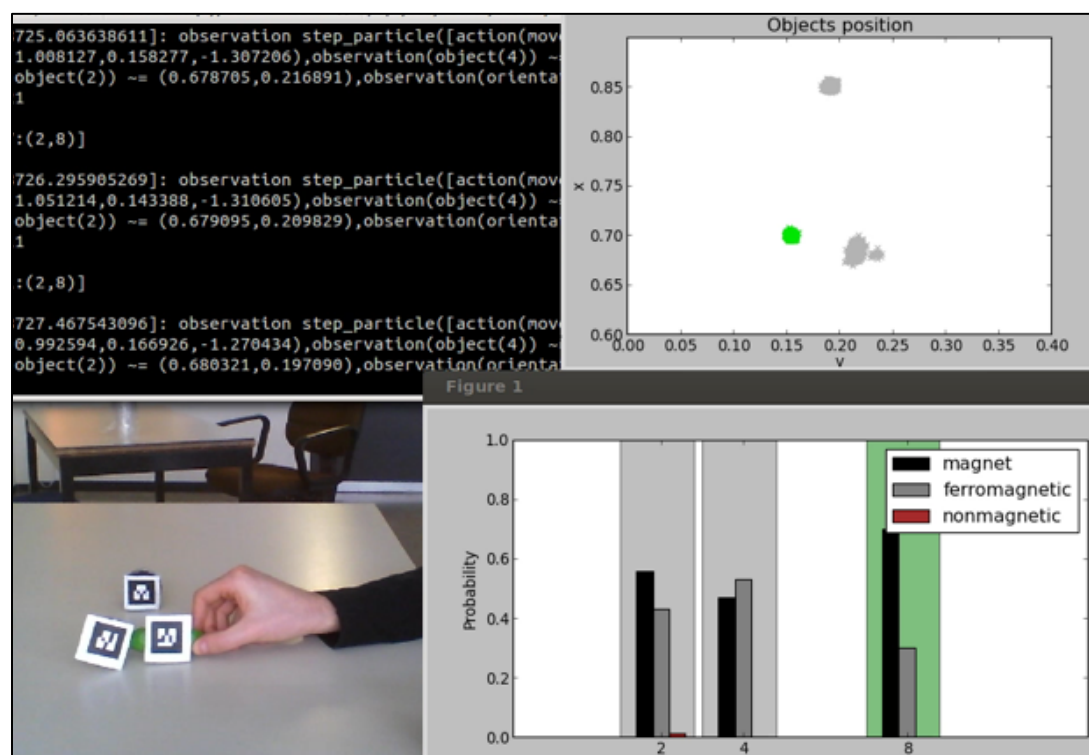 725.063638611]: observation step_particle([action(mov
1.008127,0.158277,-1.307206),observation(object(4)) ~=
object(2)) ~= (0.678705,0.216891),observation(orienta
1
:(2,8)]
726.295905269]: observation step_particle([action(mov
1.051214,0.143388,-1.310605),observation(object(4)) ~=
object(2)) ~= (0.679095,0.209829),observation(orienta
1
:(2,8)]
727.467543096]: observation step_particle([action(mov
0.992594,0.166926,-1.270434),observation(object(4)) ~=
object(2)) ~= (0.680321,0.197090),observation(orienta
Objects position
0.85
0.80
0.75
x
0.70
0.65
0.60
0.00 0.05 0.10 0.15 0.20 0.25 0.30 0.35 0.40
Figure 1
1.0
0.8
0.6
0.4
0.2
0.0
Probability
magnet
ferromagnetic
nonmagnetic
2 4 8